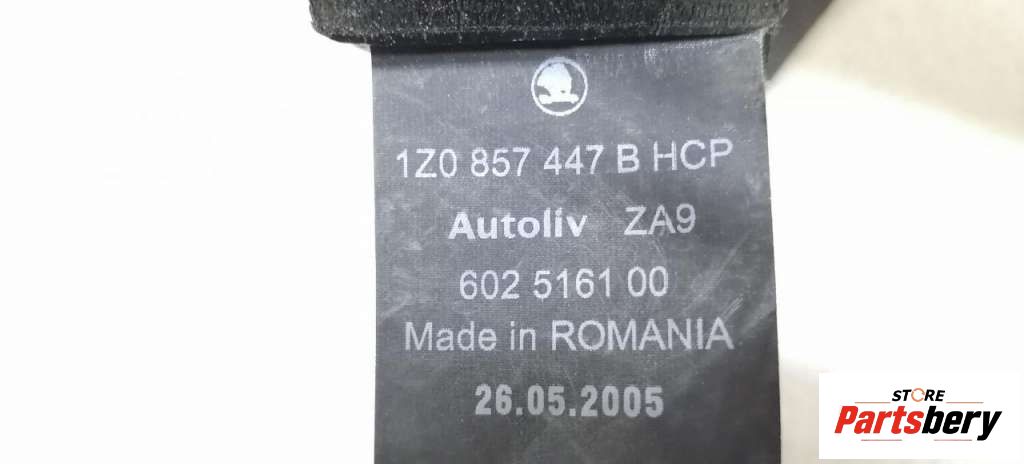 1Z0 857 447 B HCP
Autoliv ZA9
602 5161 00
Made in ROMANIA
26.05.2005
STORE
Partsbery